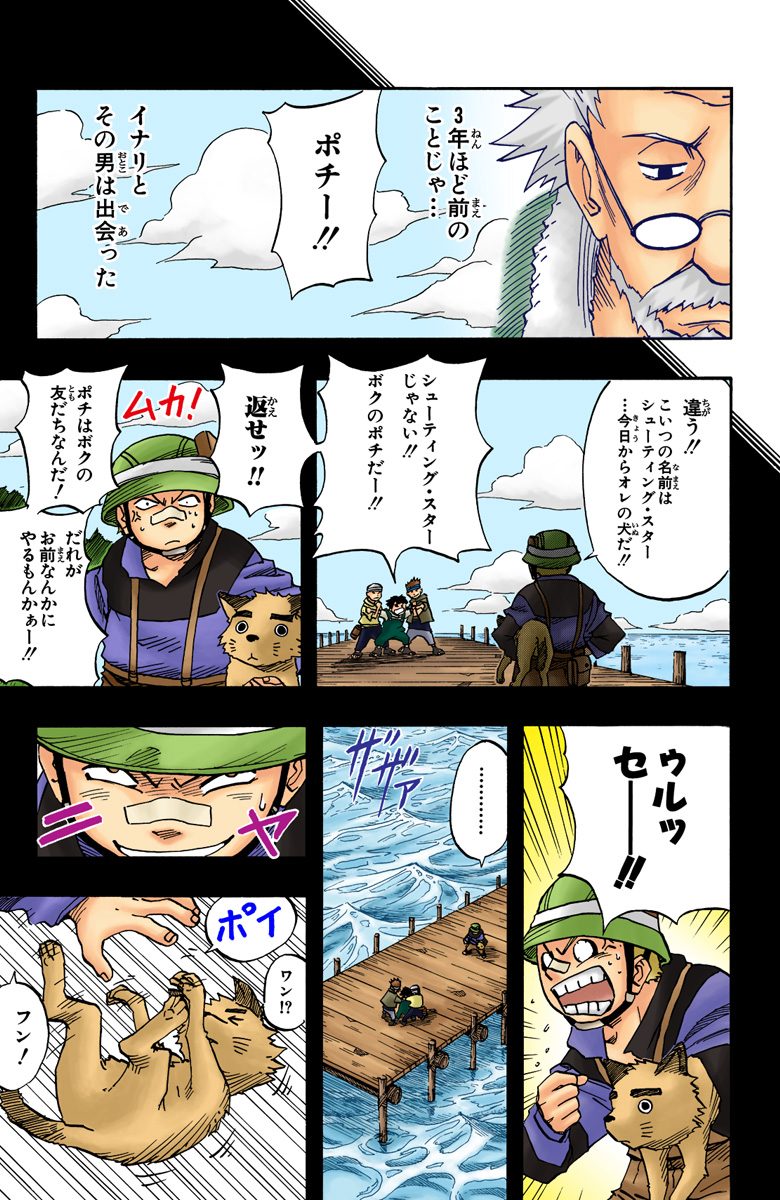 3年ほど前の
ことじゃ…
ポチー!!
イナリと
その男は出会った
違う!!
こいつの名前は
シューティング・スター
…今日からオレの犬だ!!
シューティング・スター
じゃない!!
ボクのポチだー!!
返せッ!!
ムカ!
ポチはボクの
友だちなんだ!
だれが
お前なんかに
やるもんかぁー!!
ウルッ
セー!!
………
ザザァ
ニヤ
ポイ
ワン!?
フン!